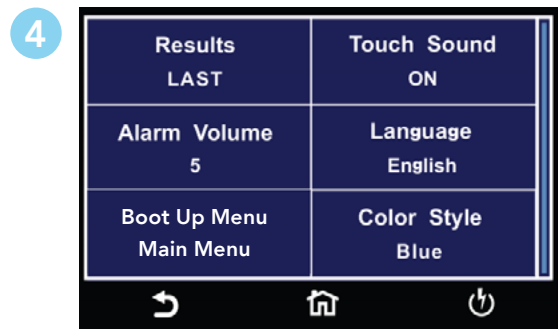 4
Results
LAST
Touch Sound
ON
Alarm Volume
5
Language
English
Boot Up Menu
Main Menu
Color Style
Blue